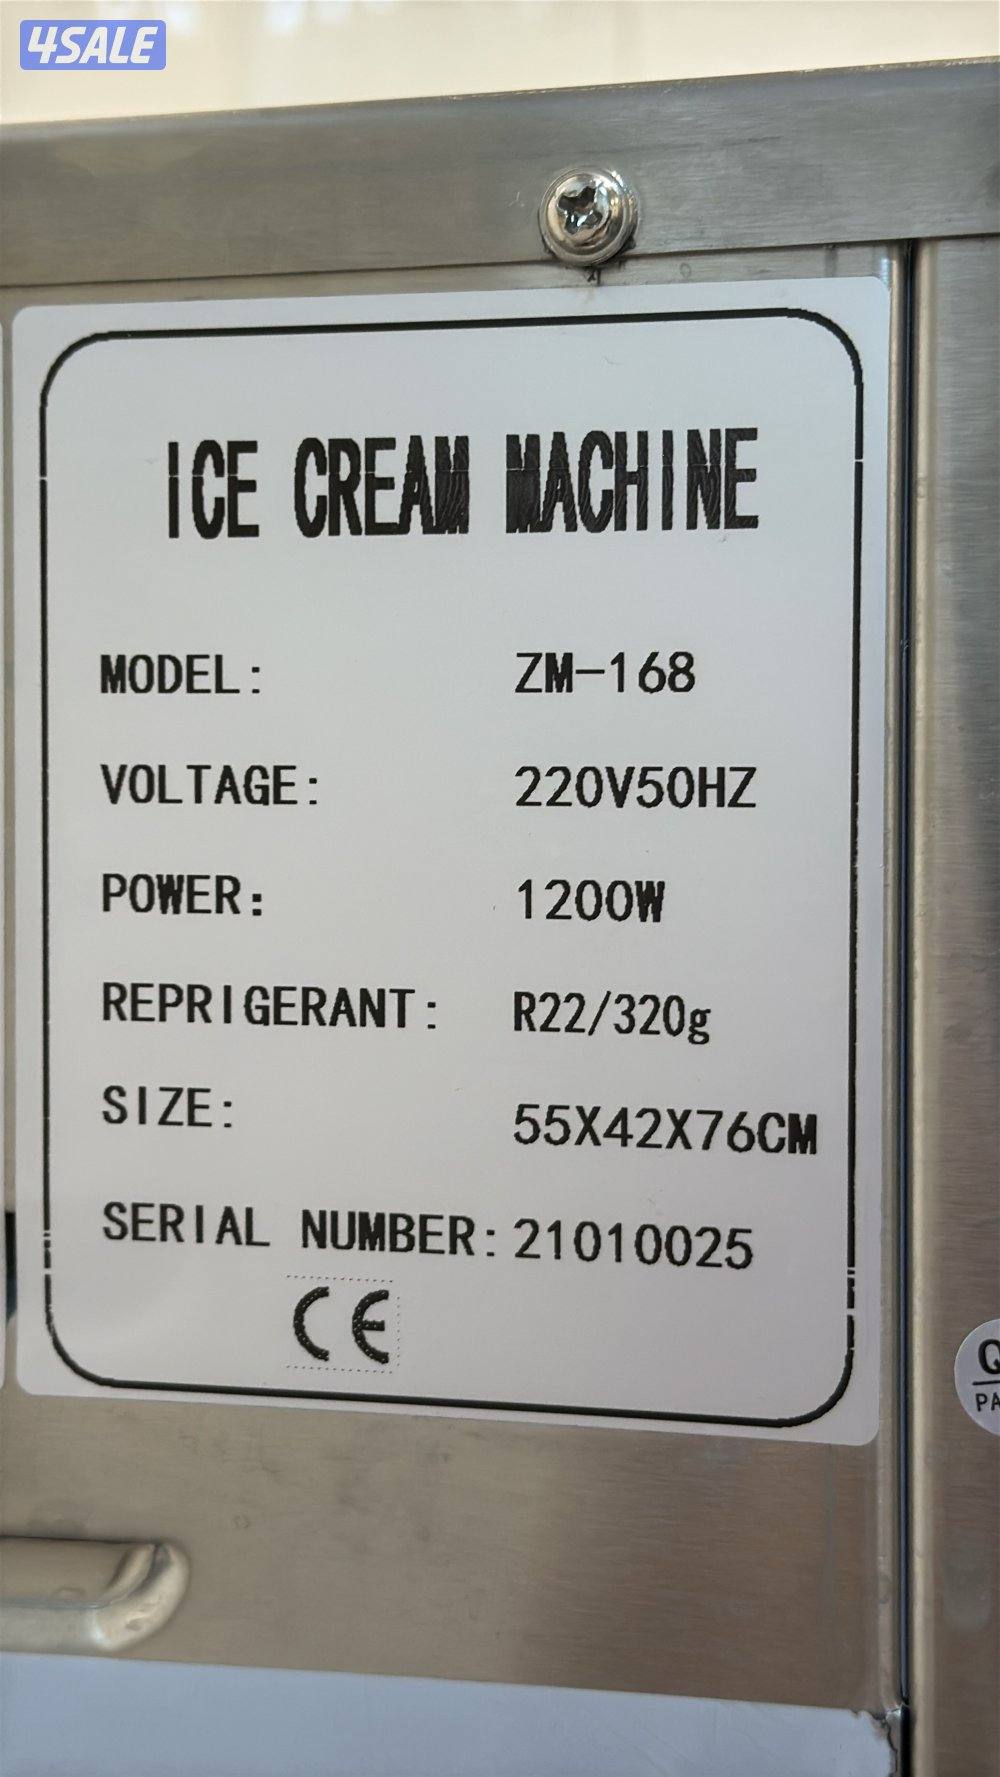 4SALE
ICE CREAM MACHINE
MODEL: ZM-168
VOLTAGE: 220V50HZ
POWER: 1200W
REPRIGERANT: R22/320g
SIZE: 55X42X76CM
SERIAL NUMBER: 21010025
CE